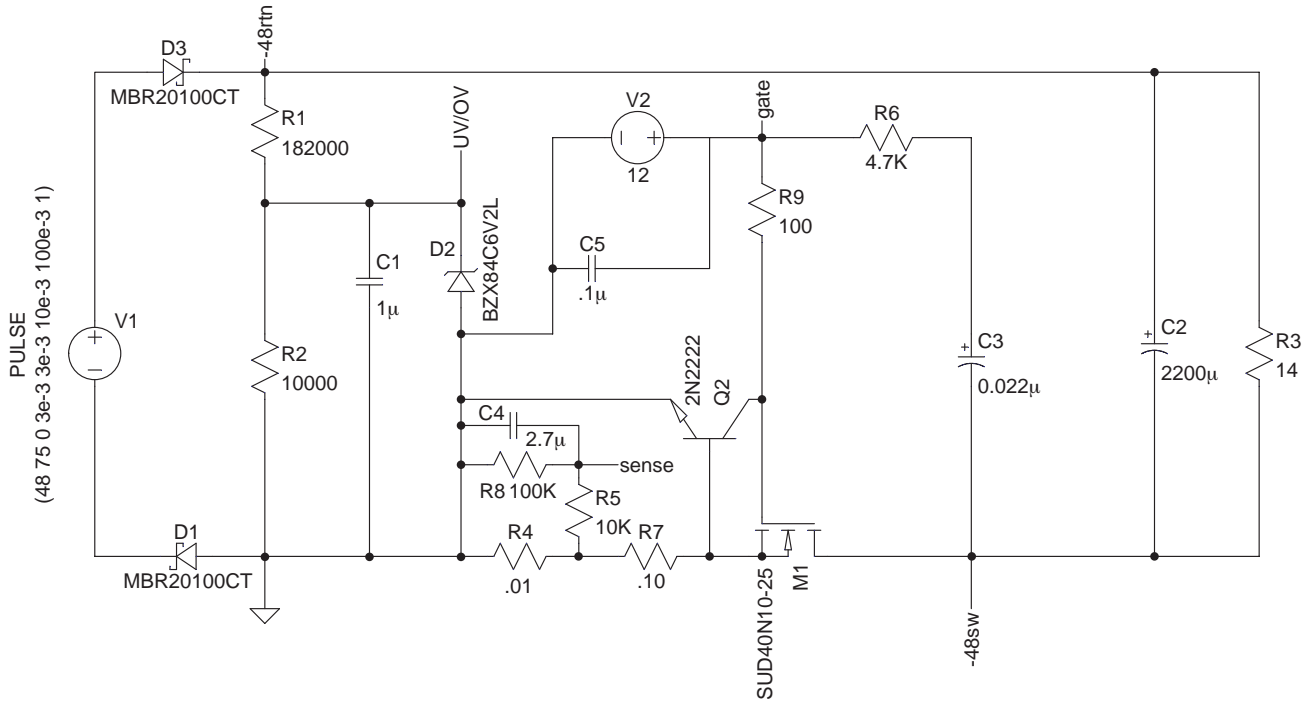 PULSE
(48 75 0 3e-3 3e-3 10e-3 100e-3 1)
V1
+
–
D3
MBR20100CT
-48rtn
R1
182000
R2
10000
C1
1µ
UV/OV
D2
BZX84C6V2L
V2
–
+
12
C5
.1µ
gate
R9
100
R6
4.7K
C3
+
0.022µ
C2
+
2200µ
R3
14
2N2222
Q2
C4
2.7µ
R8
100K
sense
R5
10K
R4
.01
R7
.10
D1
MBR20100CT
SUD40N10-25
M1
-48sw